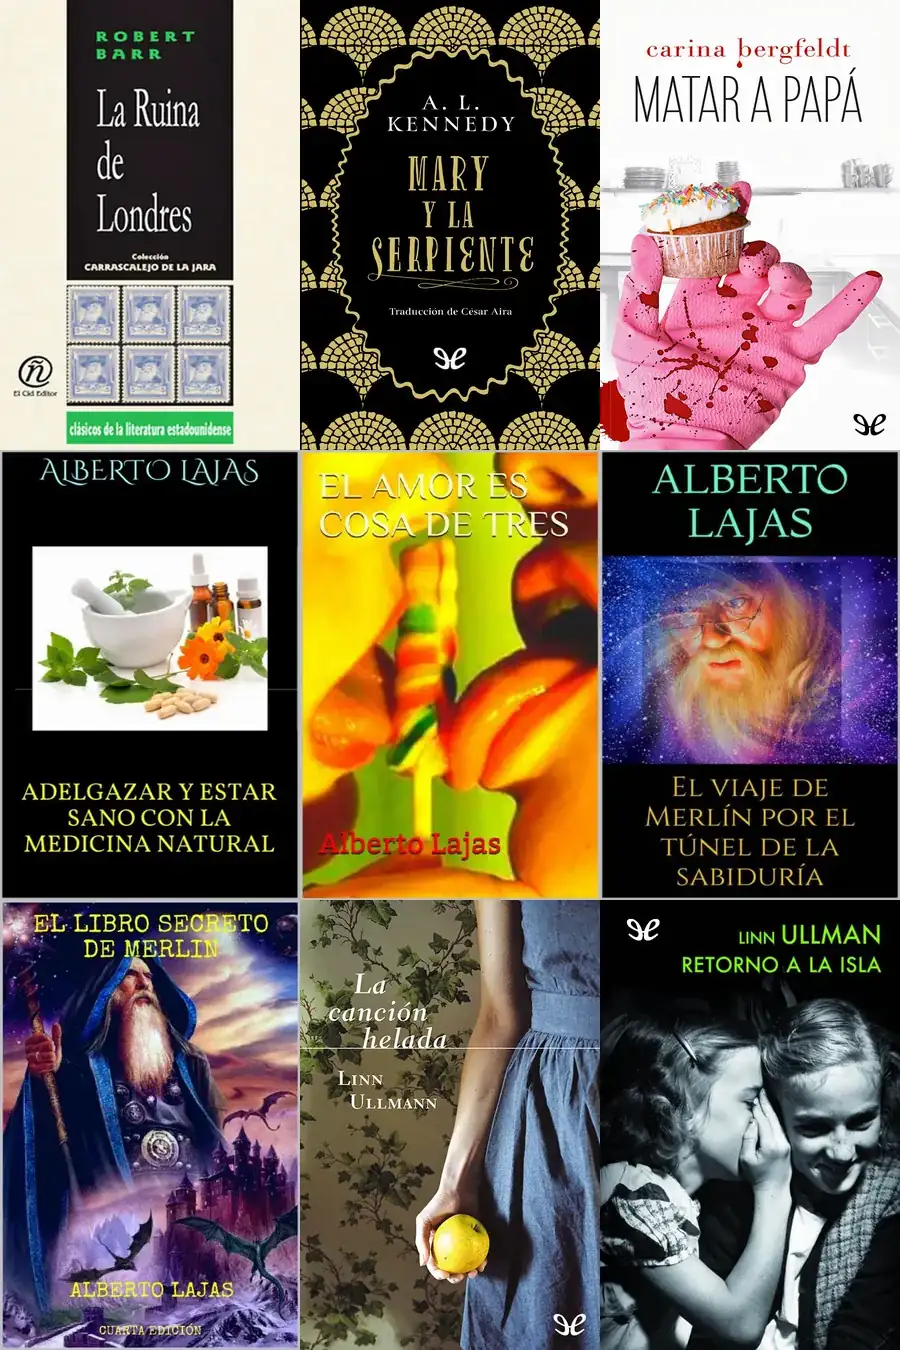 ROBERT
BARR
La Ruina
de
Londres
Colección
CARRASCALEJO DE LA JARA
Ñ
El Cid Editor
clásicos de la literatura estadounidense
A. L.
KENNEDY
MARY
Y LA
SERPIENTE
Traducción de César Aira
carina bergfeldt
MATAR A PAPÁ
ALBERTO LAJAS
ADELGAZAR Y ESTAR
SANO CON LA
MEDICINA NATURAL
EL AMOR ES
COSA DE TRES
Alberto Lajas
ALBERTO
LAJAS
EL VIAJE DE
MERLÍN POR EL
TÚNEL DE LA
SABIDURÍA
EL LIBRO SECRETO
DE MERLIN
ALBERTO LAJAS
CUARTA EDICIÓN
La
canción
helada
LINN
ULLMANN
LINN ULLMAN
RETORNO A LA ISLA